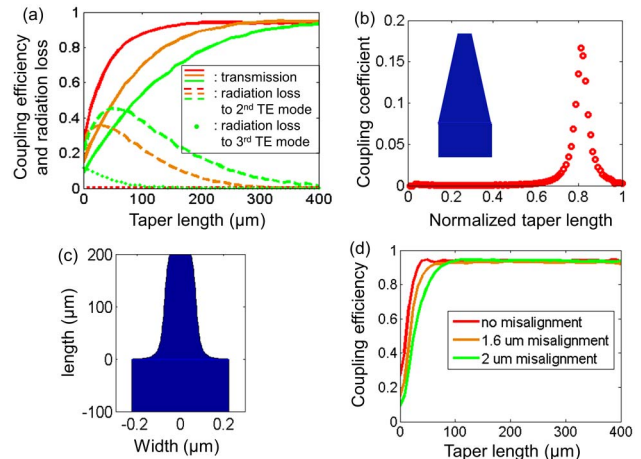 (a)
Coupling efficiency
and radiation loss
1
0.8
0.6
0.4
0.2
0
: transmission
: radiation loss
to 2nd TE mode
: radiation loss
to 3rd TE mode
0 100 200 300 400
Taper length (µm)
(b)
Coupling coefficient
0.2
0.15
0.1
0.05
0
0 0.2 0.4 0.6 0.8 1
Normalized taper length
(c)
length (µm)
200
100
0
-100
-0.2 0 0.2
Width (µm)
(d)
Coupling efficiency
1
0.8
0.6
0.4
0.2
0
no misalignment
1.6 um misalignment
2 um misalignment
0 100 200 300 400
Taper length (µm)